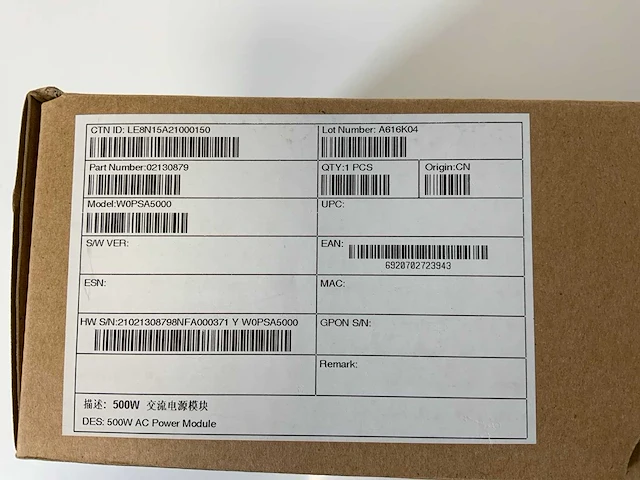 CTN ID: LE8N15A21000150
Lot Number: A616K04
Part Number:02130879
QTY:1 PCS
Origin:CN
Model:W0PSA5000
UPC:
S/W VER:
EAN:
6920702723943
ESN:
MAC:
HW S/N:21021308798NFA000371 Y W0PSA5000
GPON S/N:
Remark:
描述: 500W 交流电源模块
DES: 500W AC Power Module